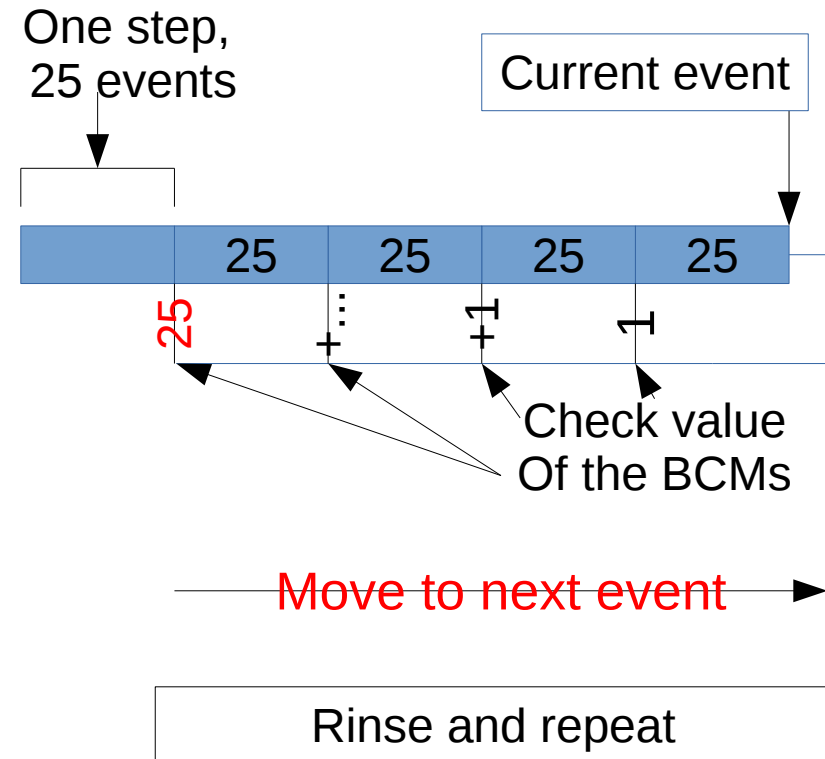 One step,
25 events
Current event
25 25 25 25
25 +... +1 1
Check value
Of the BCMs
Move to next event
Rinse and repeat